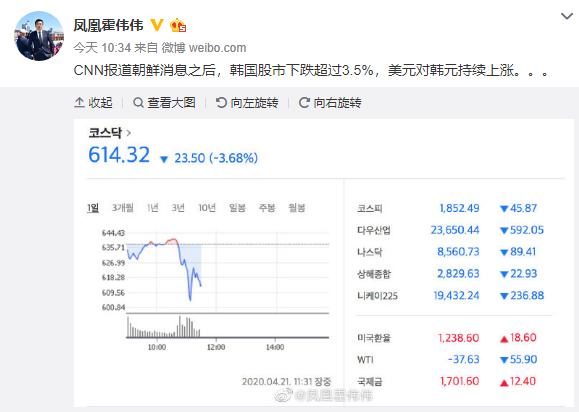 凤凰霍伟伟
今天 10:34 来自 微博 weibo.com
CNN报道朝鲜消息之后，韩国股市下跌超过3.5%，美元对韩元持续上涨。。。
收起 查看大图 向左旋转 向右旋转
코스닥 >
614.32 ▼ 23.50 (-3.68%)
1일 3개월 1년 3년 10년 일봉 주봉 월봉
644.43
635.71
626.99
618.28
609.56
600.84
10:00 12:00 14:00
2020.04.21. 11:31 장중
코스피 1,852.49 ▼45.87
다우산업 23,650.44 ▼592.05
나스닥 8,560.73 ▼89.41
상해종합 2,829.63 ▼22.93
니케이225 19,432.24 ▼236.88
미국환율 1,238.60 ▲18.60
WTI -37.63 ▼55.90
국제금 1,701.60 ▲12.40
@凤凰霍伟伟